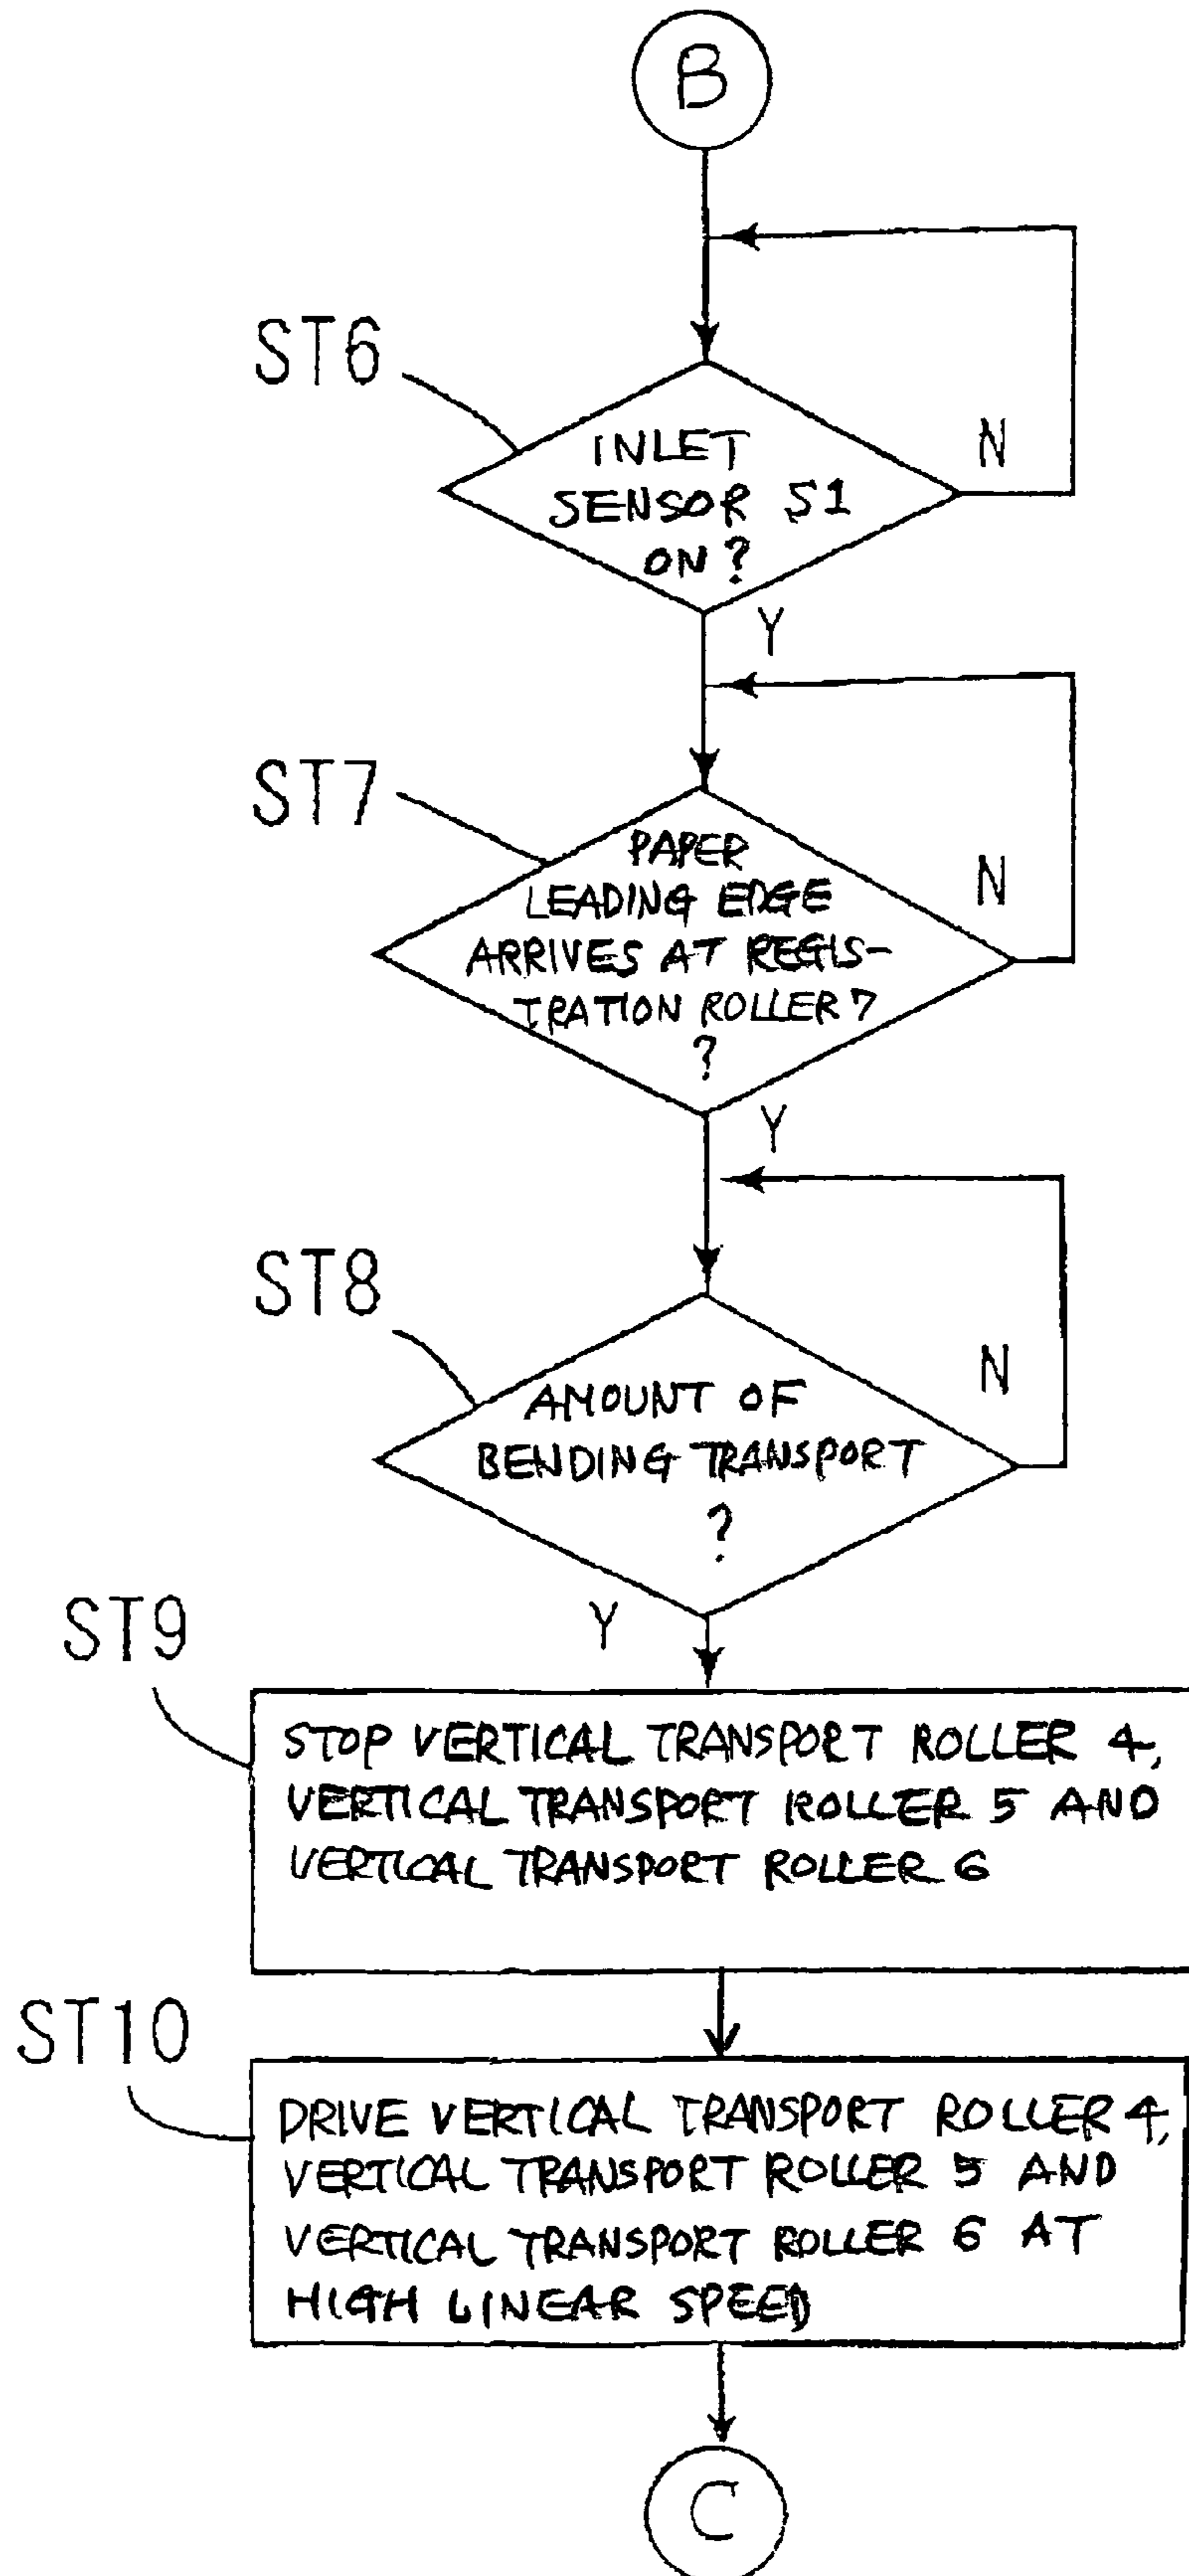 B
ST6
INLET
SENSOR S1
ON?
N
Y
ST7
PAPER
LEADING EDGE
ARRIVES AT REGIS-
TRATION ROLLER 7
?
N
Y
ST8
AMOUNT OF
BENDING TRANSPORT
?
N
Y
ST9
STOP VERTICAL TRANSPORT ROLLER 4,
VERTICAL TRANSPORT ROLLER 5 AND
VERTICAL TRANSPORT ROLLER 6
ST10
DRIVE VERTICAL TRANSPORT ROLLER 4,
VERTICAL TRANSPORT ROLLER 5 AND
VERTICAL TRANSPORT ROLLER 6 AT
HIGH LINEAR SPEED
C